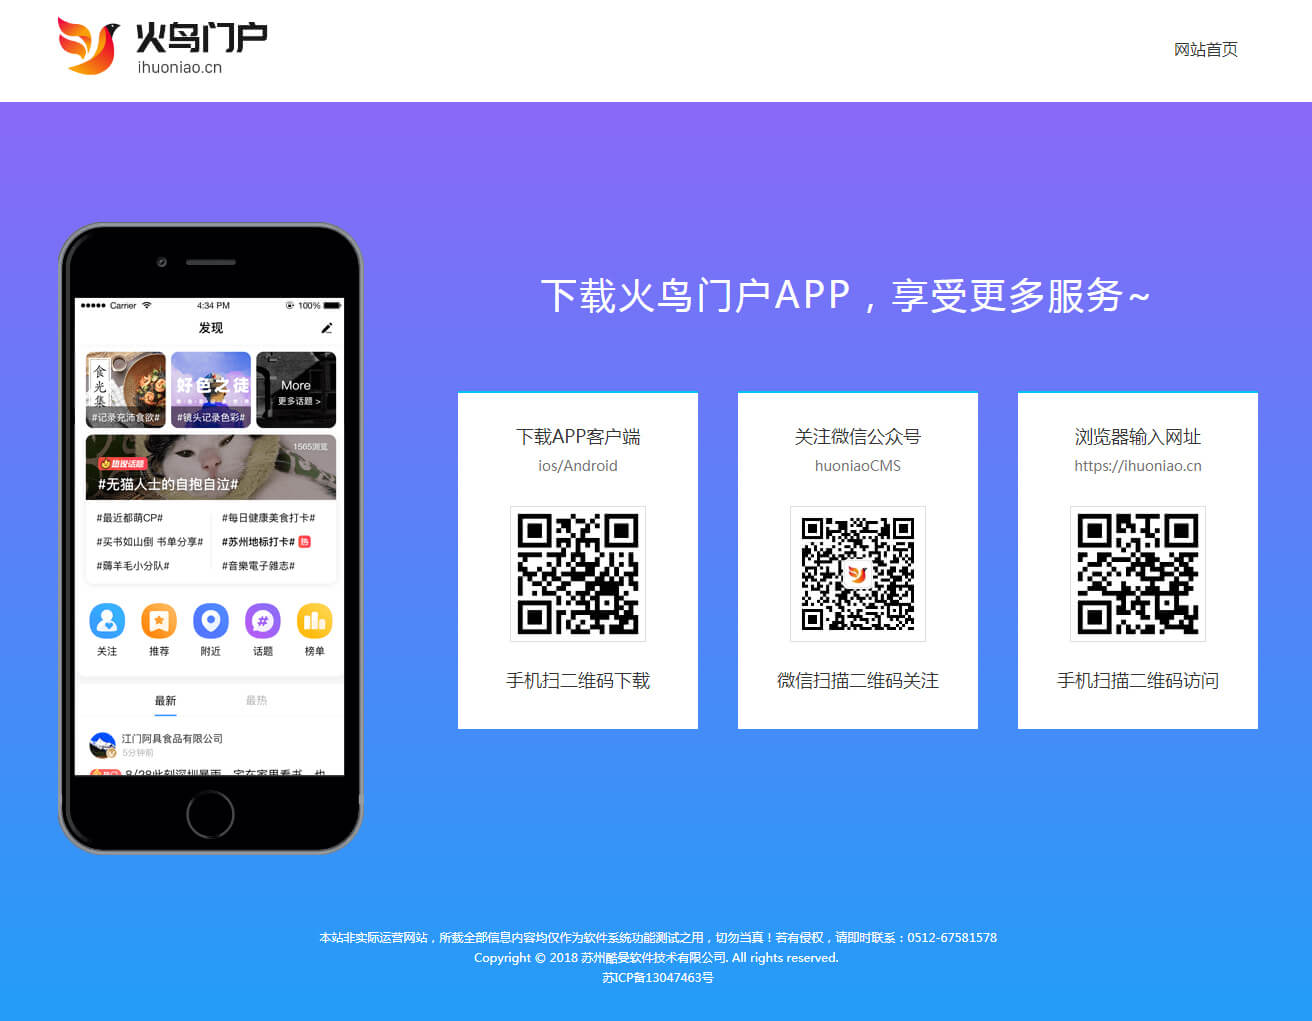 火鸟门户
ihuoniao.cn
网站首页
下载火鸟门户APP，享受更多服务~
Carrier
4:34 PM
100%
发现
食光集
#记录充沛食欲#
好色之徒
#镜头记录色彩#
More
更多话题 >
1565浏览
#无猫人士的自抱自泣#
#最近都萌CP#
#每日健康美食打卡#
#买书如山倒 书单分享#
#苏州地标打卡# 热
#薅羊毛小分队#
#音樂電子雜志#
关注
推荐
附近
话题
榜单
最新
最热
江门阿具食品有限公司
5分钟前
下载APP客户端
ios/Android
手机扫二维码下载
关注微信公众号
huoniaoCMS
微信扫描二维码关注
浏览器输入网址
https://ihuoniao.cn
手机扫描二维码访问
本站非实际运营网站，所载全部信息内容均仅作为软件系统功能测试之用，切勿当真！若有侵权，请即时联系：0512-67581578
Copyright © 2018 苏州酷曼软件技术有限公司. All rights reserved.
苏ICP备13047463号